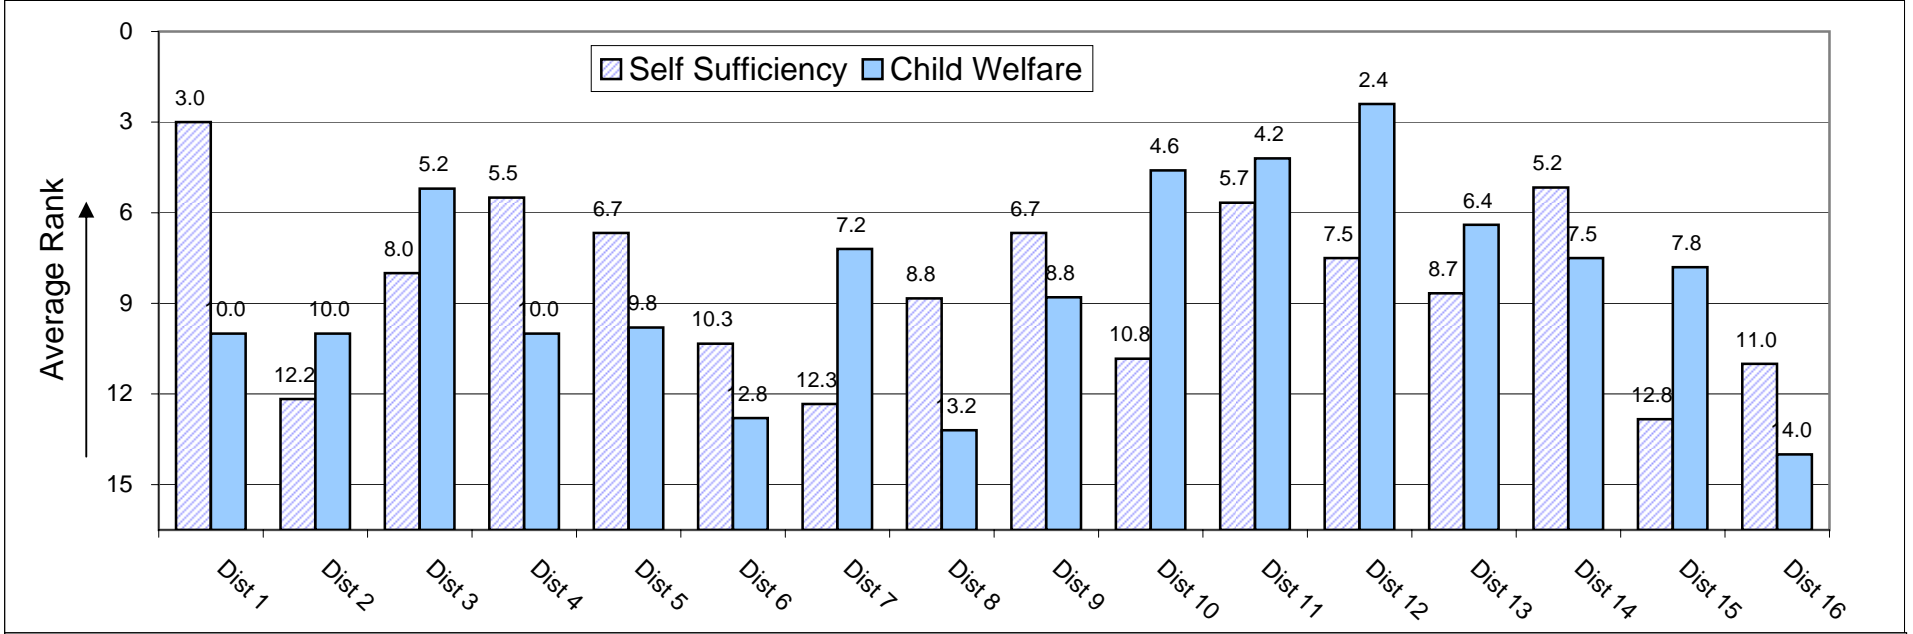 0
3
6
9
12
15
Average Rank
Self Sufficiency Child Welfare
3.0
0.0
12.2
10.0
8.0
5.2
5.5
0.0
6.7
9.8
10.3
2.8
12.3
7.2
8.8
3.2
6.7
8.8
10.8
4.6
5.7
4.2
7.5
2.4
8.7
6.4
5.2
7.5
12.8
7.8
11.0
4.0
Dist 1
Dist 2
Dist 3
Dist 4
Dist 5
Dist 6
Dist 7
Dist 8
Dist 9
Dist 10
Dist 11
Dist 12
Dist 13
Dist 14
Dist 15
Dist 16